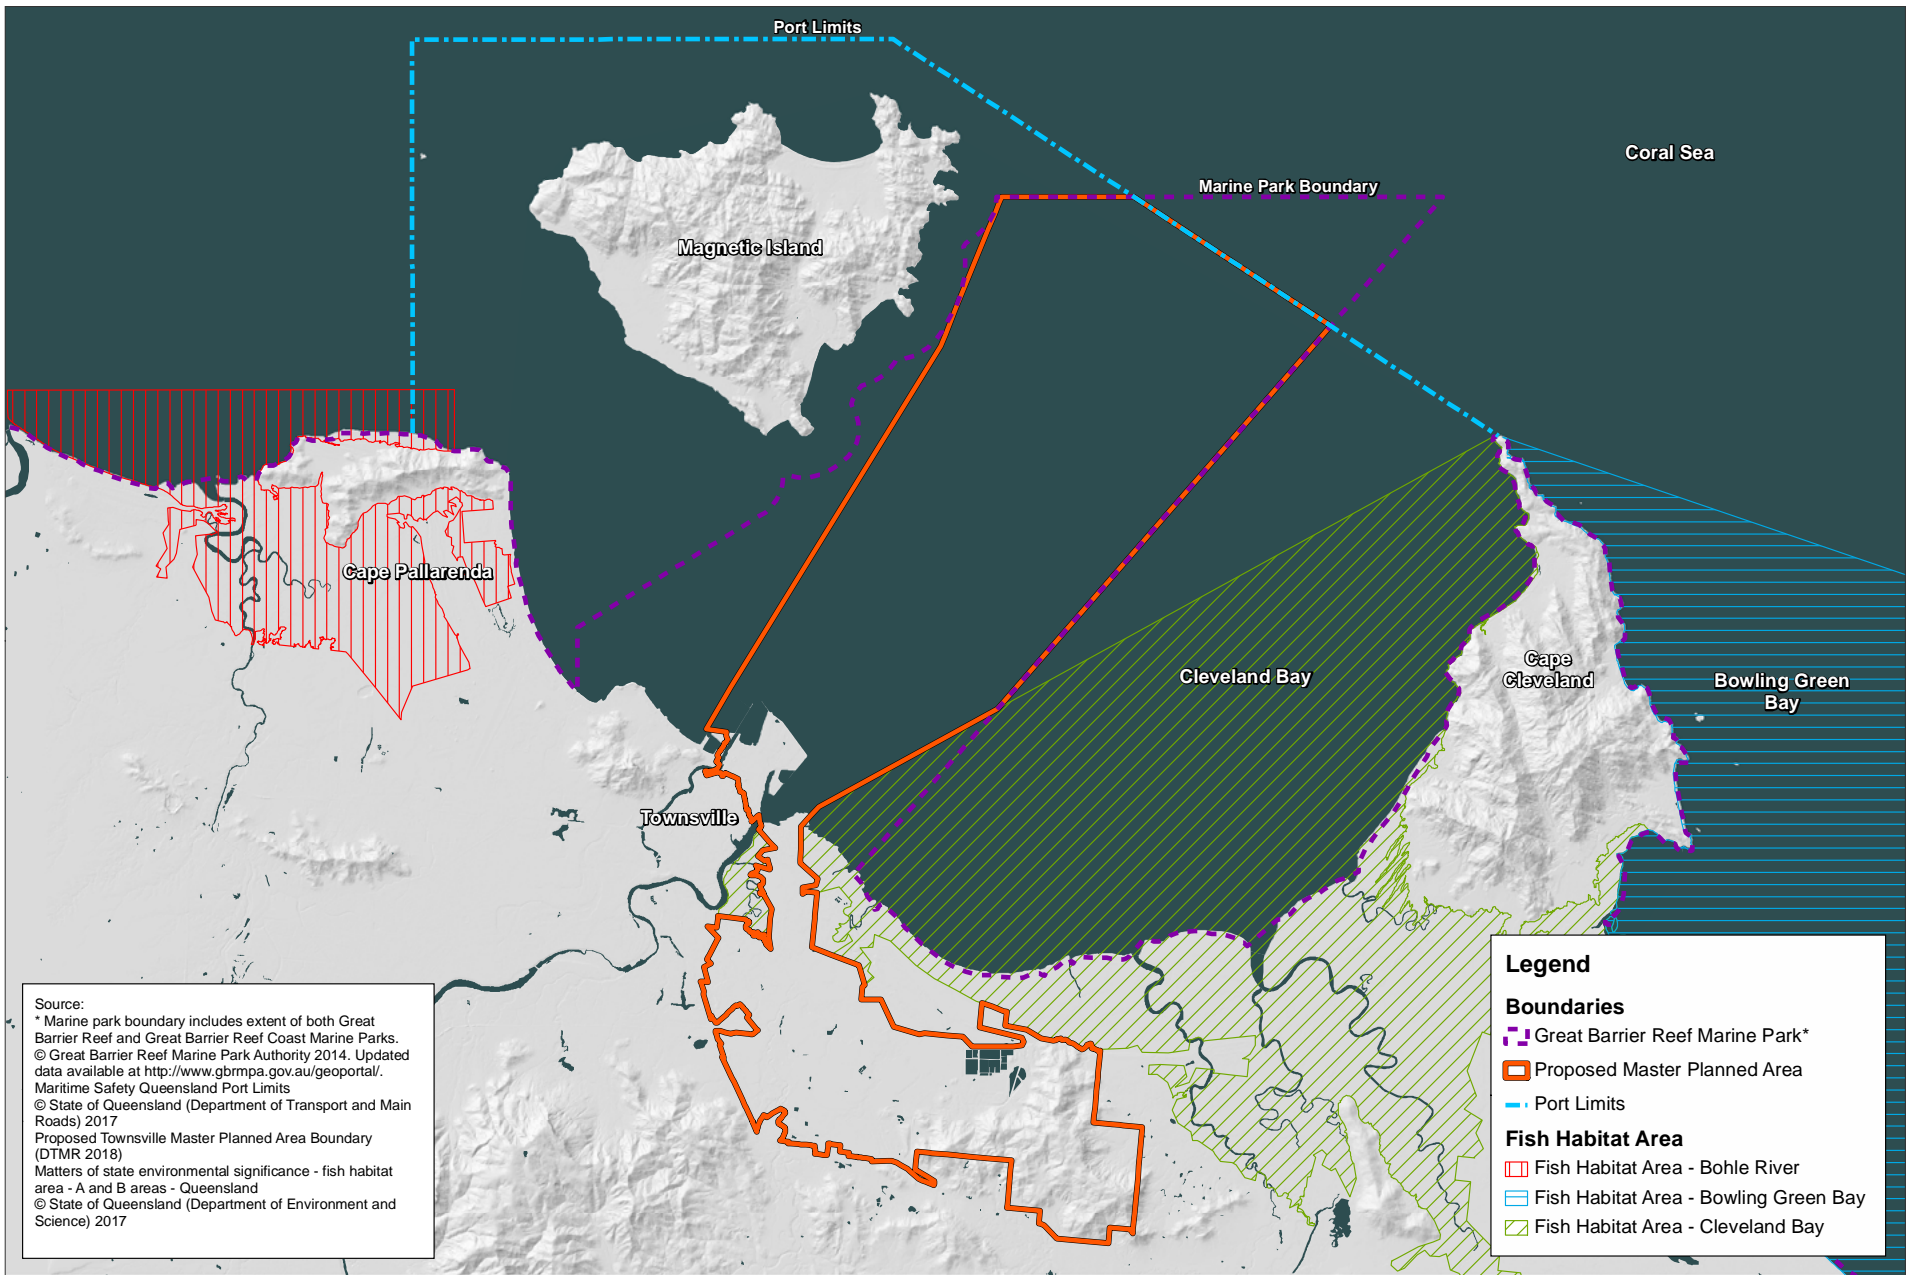 Port Limits
Coral Sea
Marine Park Boundary
Magnetic Island
Cape Pallarenda
Cleveland Bay
Cape
Cleveland
Bowling Green
Bay
Townsville
Source:
* Marine park boundary includes extent of both Great
Barrier Reef and Great Barrier Reef Coast Marine Parks.
© Great Barrier Reef Marine Park Authority 2014. Updated
data available at http://www.gbrmpa.gov.au/geoportal/.
Maritime Safety Queensland Port Limits
© State of Queensland (Department of Transport and Main
Roads) 2017
Proposed Townsville Master Planned Area Boundary
(DTMR 2018)
Matters of state environmental significance - fish habitat
area - A and B areas - Queensland
© State of Queensland (Department of Environment and
Science) 2017
Legend
Boundaries
Great Barrier Reef Marine Park*
Proposed Master Planned Area
Port Limits
Fish Habitat Area
Fish Habitat Area - Bohle River
Fish Habitat Area - Bowling Green Bay
Fish Habitat Area - Cleveland Bay